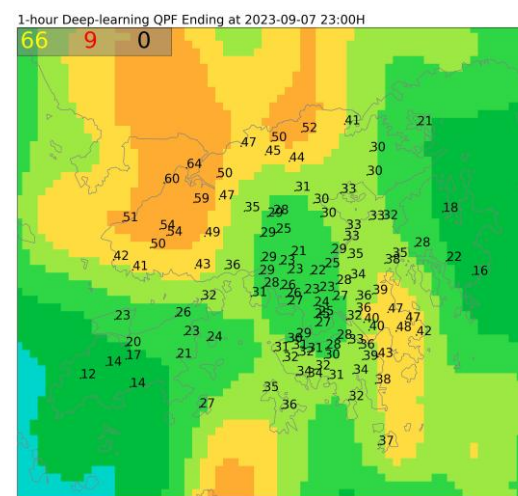 1-hour Deep-learning QPF Ending at 2023-09-07 23:00H
66 9 0
.52 .41 .21
.47 .50
.45 .44 .30
.64 .50 .30
.60
.59 .47 .31 .33
.35 .28 .30 .18
.51 .29 .30 .33 .32
.54 .25 .33
.54 .49 .29 .33
.50 .28
.42 .43 .36 .21 .29 .35 .35 .22
.41 .29 .23 .25 .38
.29 .23 .22 .34 .16
.28 .26 .23 .28
.32 .31 .26 .23 .27 .36 .39
.27 .24
.23 .26 .25 .32 .36 .47
.23 .40 .47
.24 .27 .40 .48
.20 .29 .28 .42
.30 .33
.17 .21 .31 .31 .31 .28 .36
.14 .32 .32 .30 .39 .43
.12 .32
.14 .34 .34 .31 .34
.35 .38
.27 .36 .32
.37